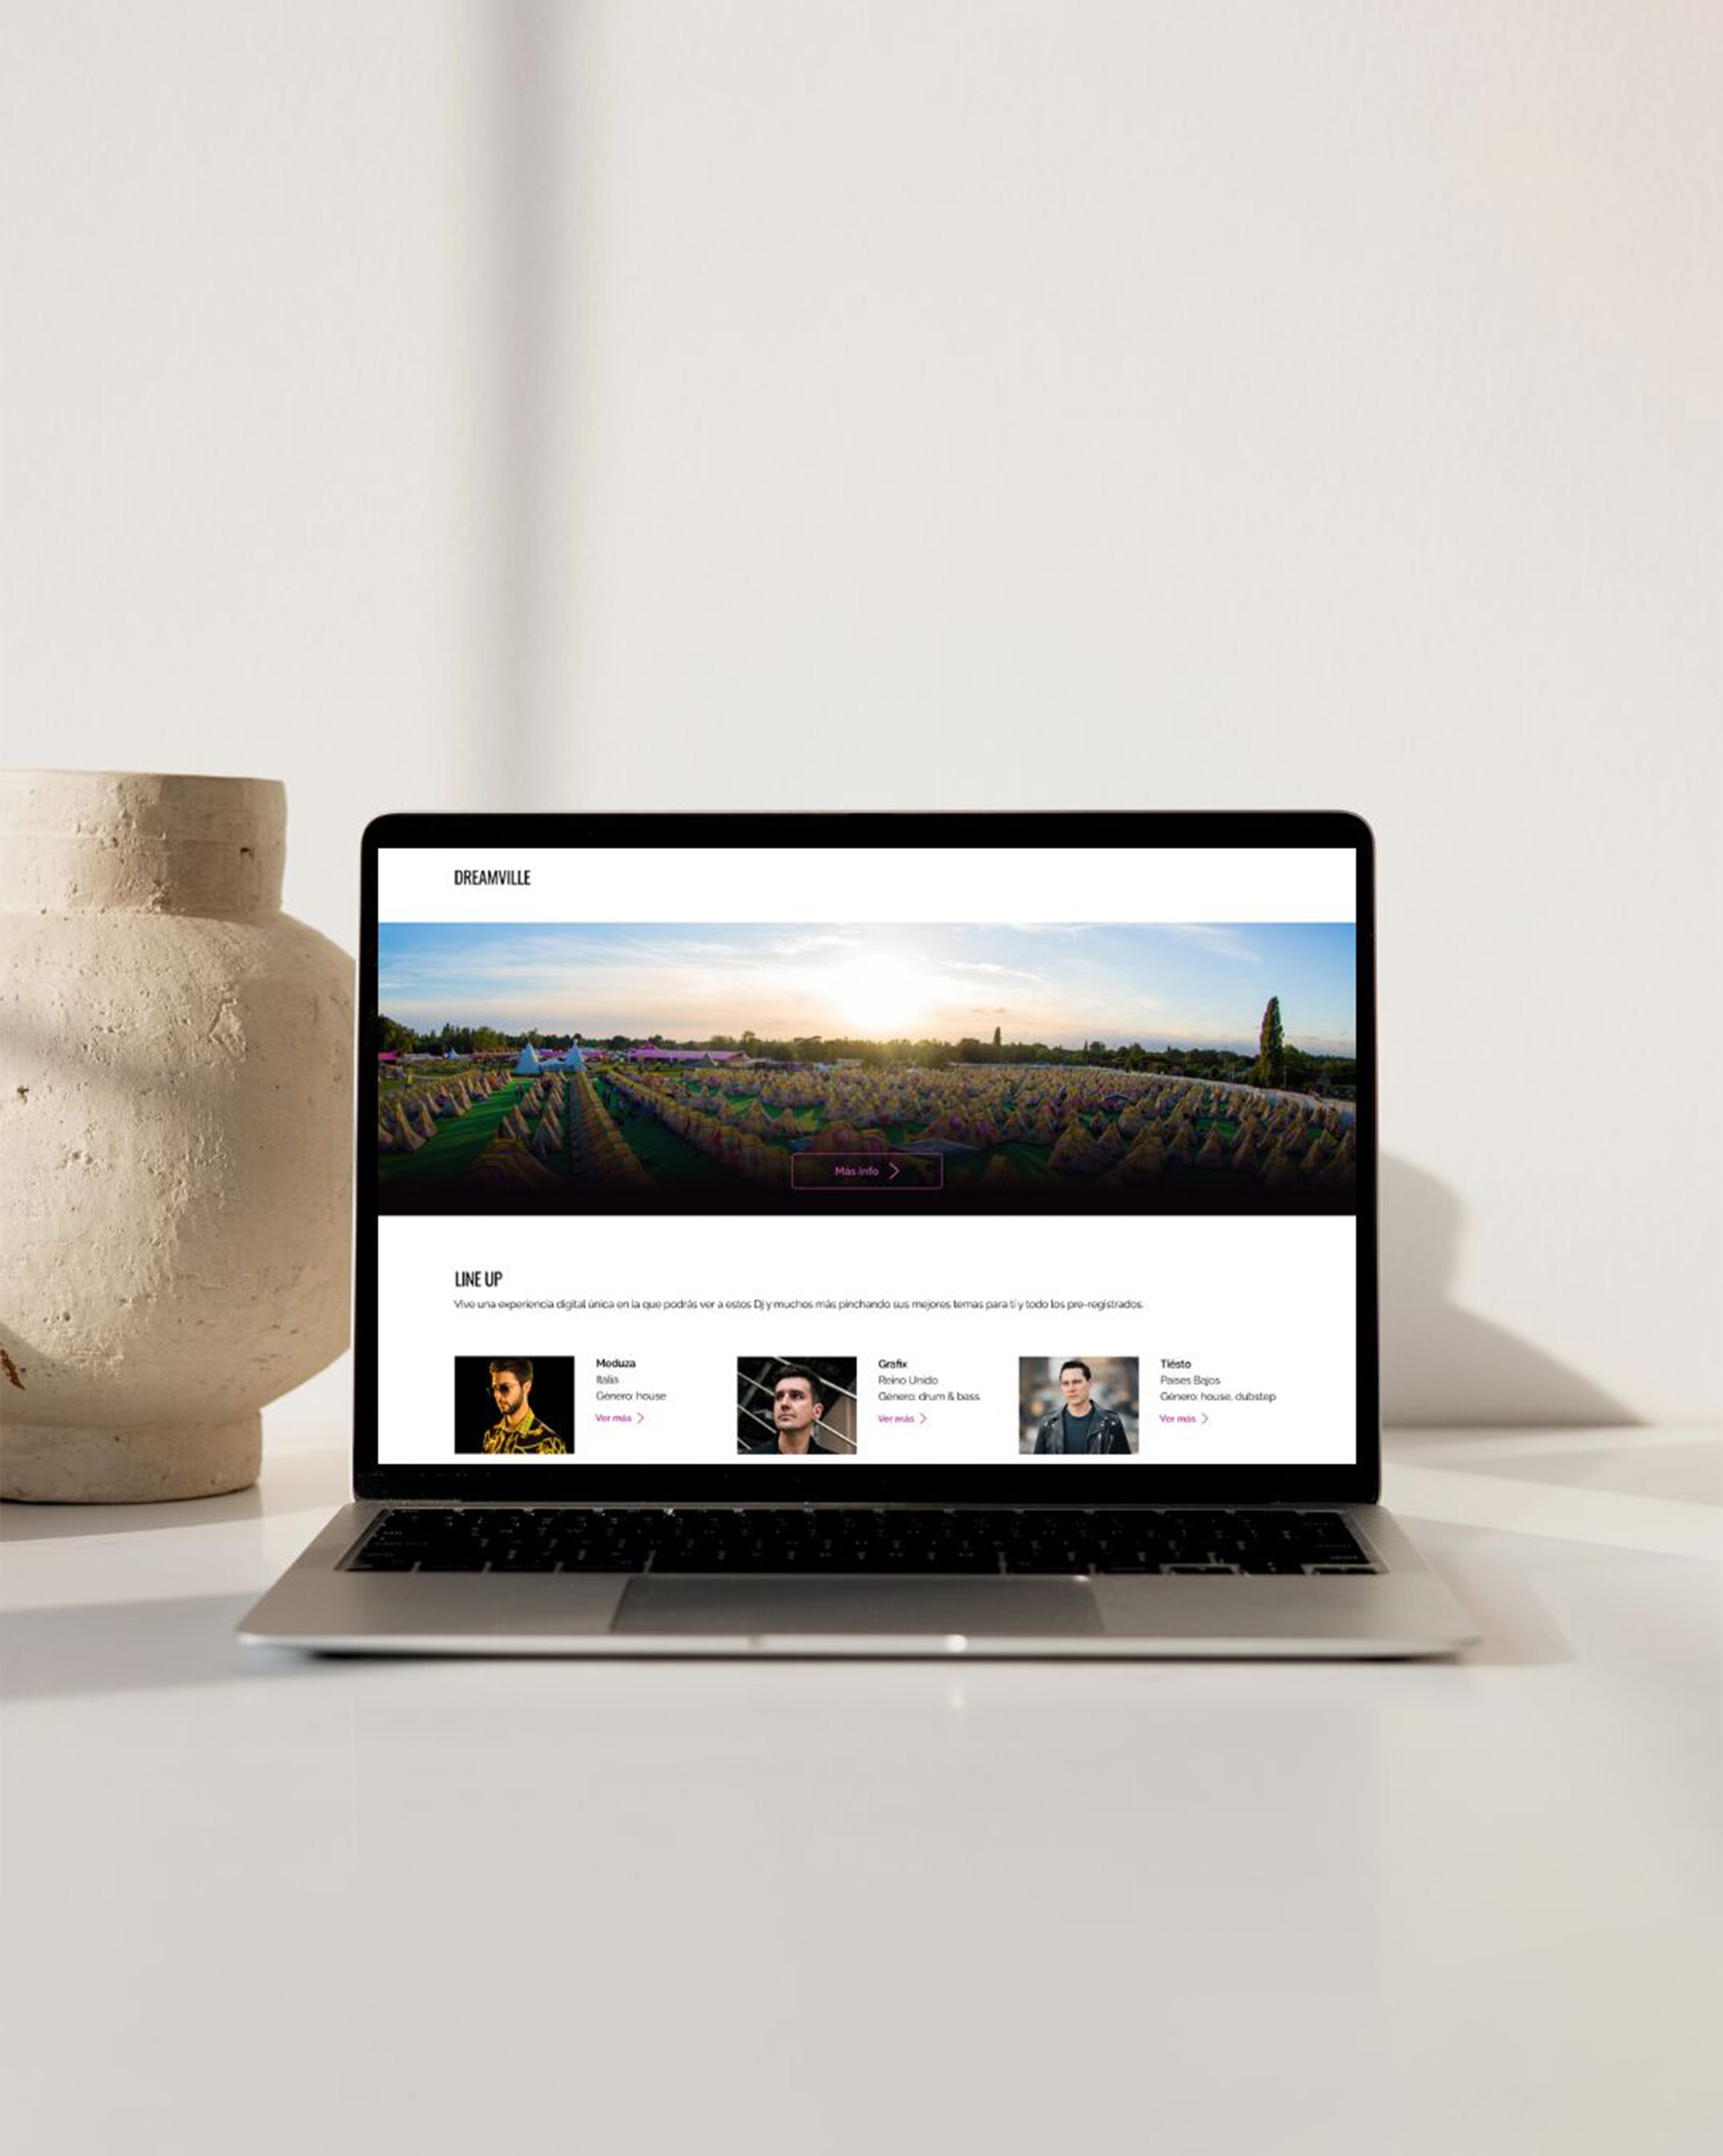 DREAMVILLE
Más info
LINE UP
Vive una experiencia digital única en la que podrás ver a estos Dj y muchos más pinchando sus mejores temas para ti y todo los pre-registrados.
Meduza
Italia
Género: house
Ver más
Grafix
Reino Unido
Género: drum & bass
Ver más
Tiësto
Paises Bajos
Género: house, dubstep
Ver más